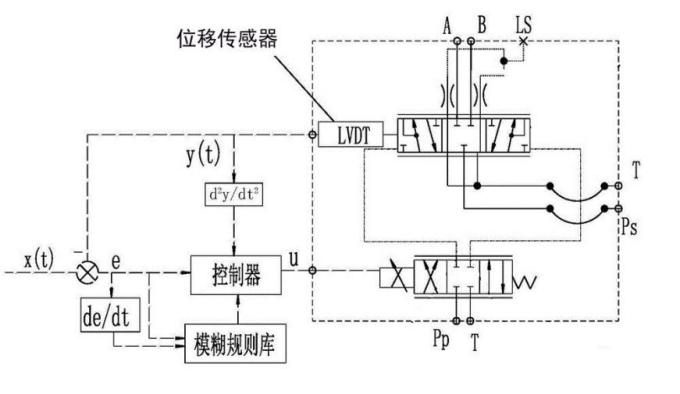 A B LS
位移传感器
LVDT
y(t)
d²y/dt²
T
Ps
x(t)
−
e
控制器
u
de/dt
模糊规则库
Pp T